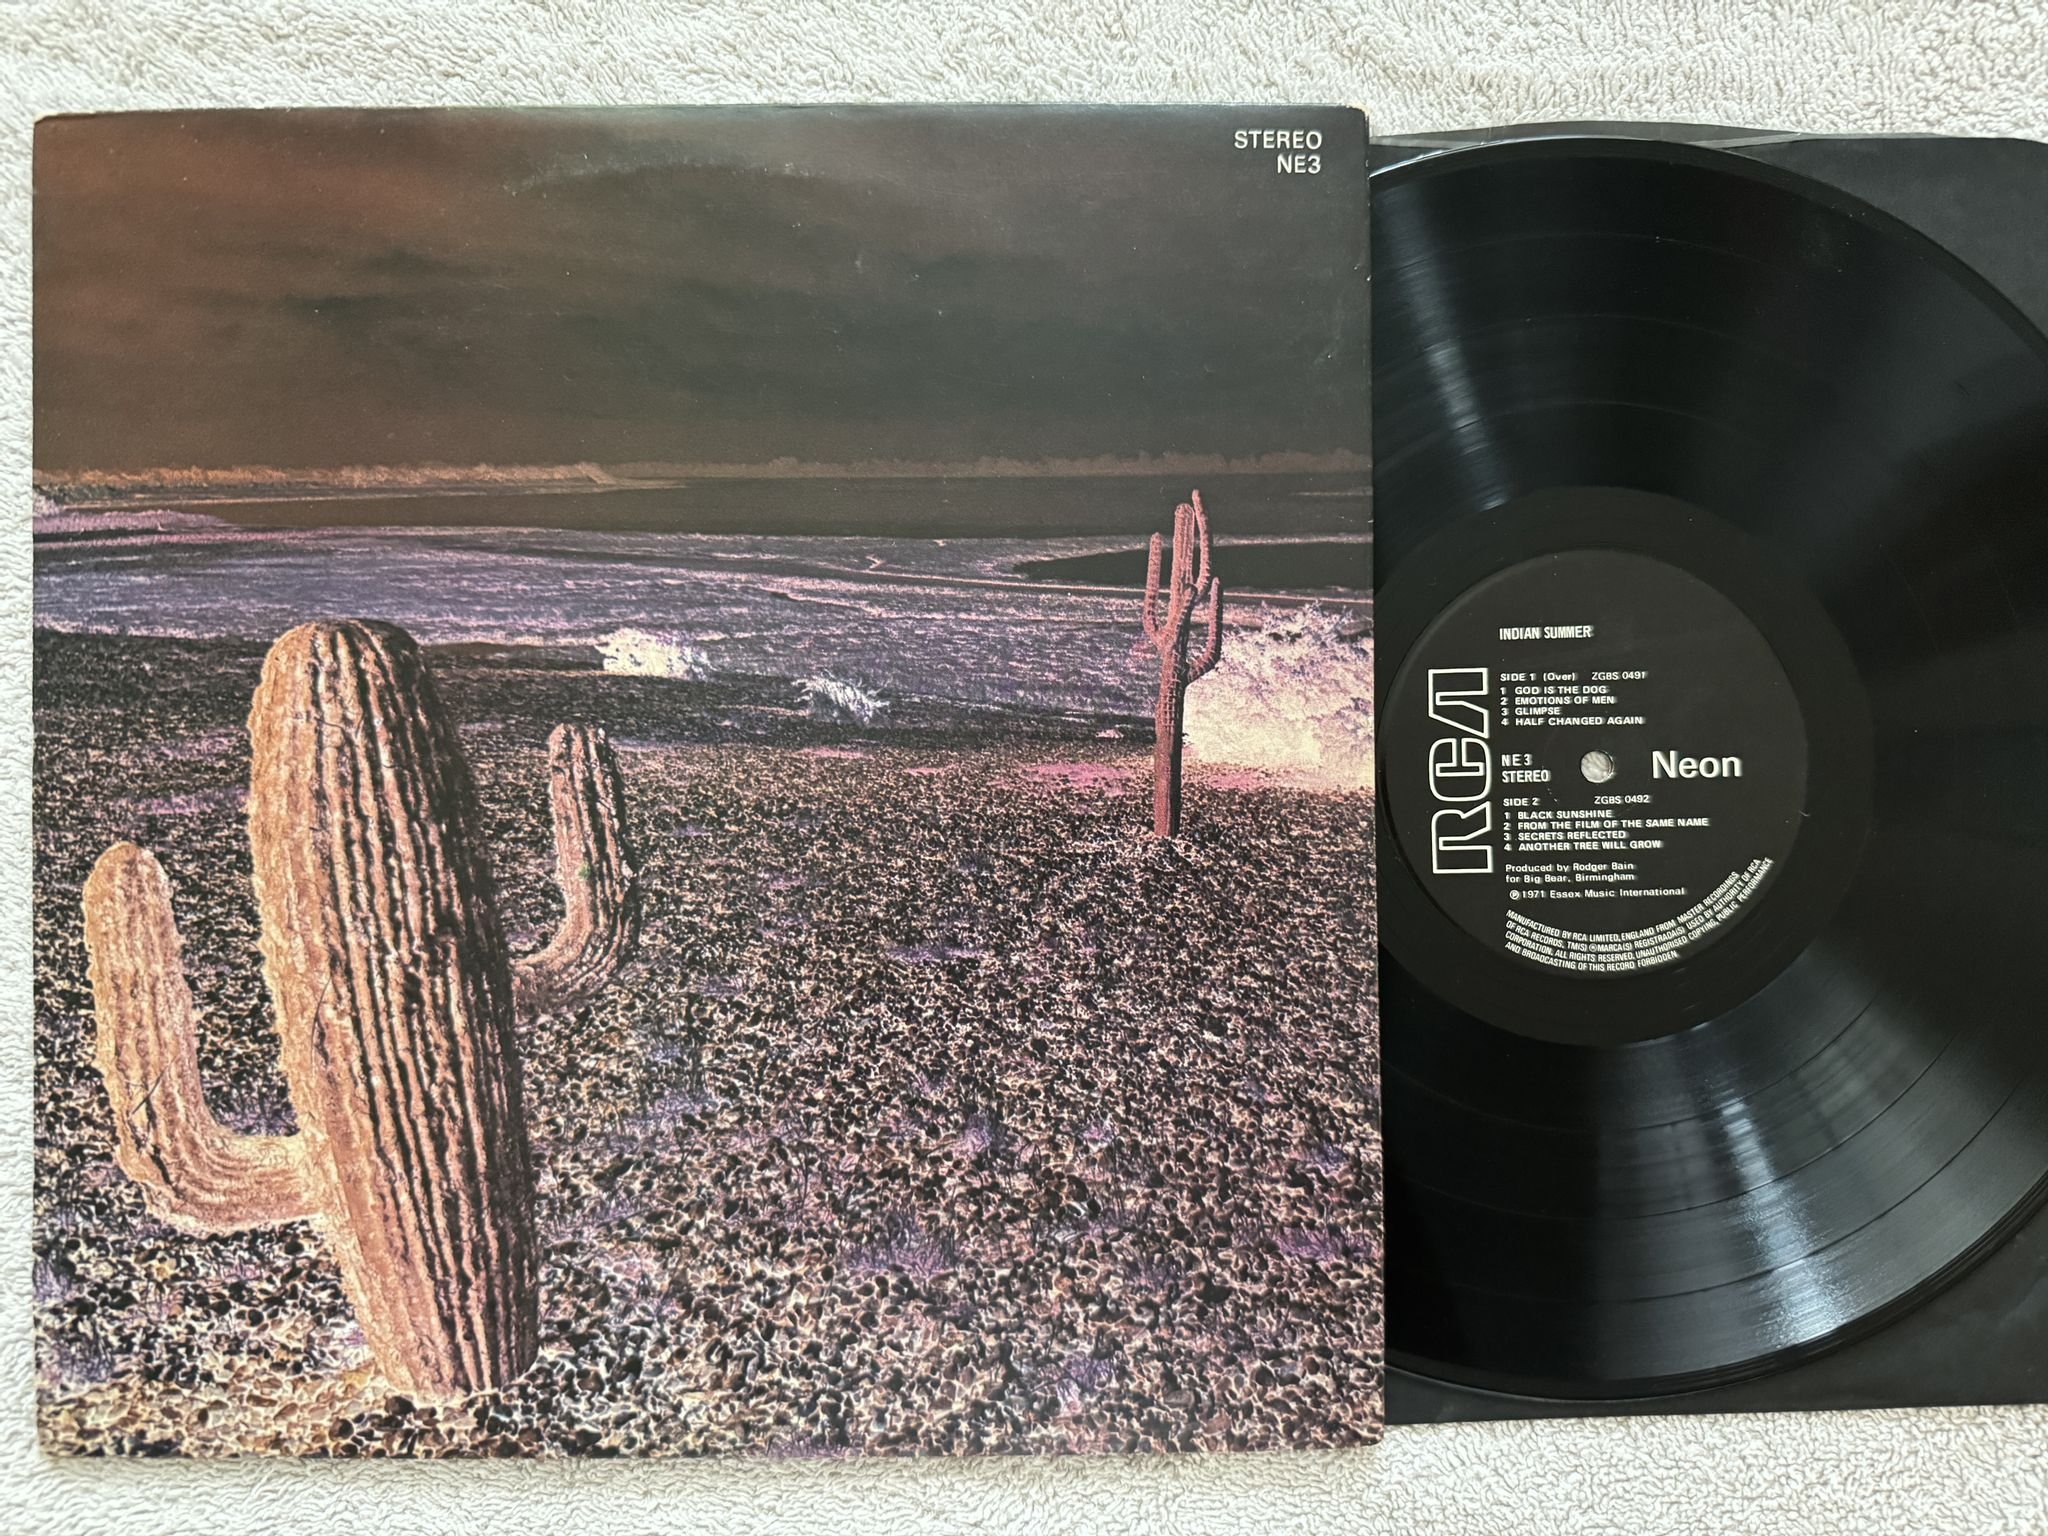 STEREO
NE3
INDIAN SUMMER
SIDE 1 (Over) ZGBS 0491
1 GOD IS THE DOG
2 EMOTIONS OF MEN
3 GLIMPSE
4 HALF CHANGED AGAIN
RCA
NE 3
STEREO
Neon
SIDE 2 ZGBS 0492
1 BLACK SUNSHINE
2 FROM THE FILM OF THE SAME NAME
3 SECRETS REFLECTED
4 ANOTHER TREE WILL GROW
Produced by Rodger Bain
for Big Bear, Birmingham
Ⓟ 1971 Essex Music International
MANUFACTURED BY RCA LIMITED, ENGLAND FROM MASTER RECORDINGS
OF RCA RECORDS. TM(S) ® MARCA(S) REGISTRADA(S) USED BY AUTHORITY OF RCA
CORPORATION. ALL RIGHTS RESERVED. UNAUTHORISED COPYING, PUBLIC PERFORMANCE
AND BROADCASTING OF THIS RECORD FORBIDDEN